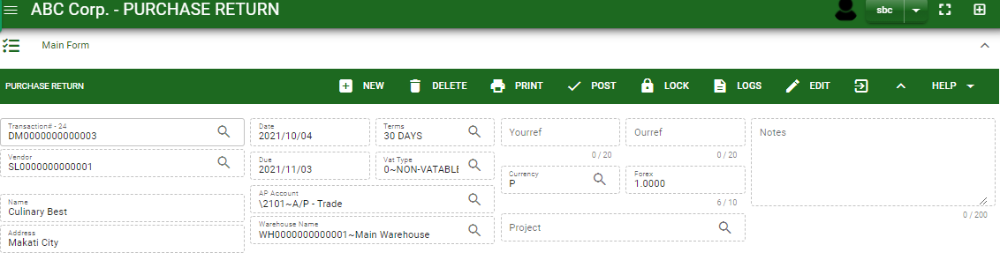 ABC Corp. - PURCHASE RETURN
sbc
Main Form
PURCHASE RETURN
NEW
DELETE
PRINT
POST
LOCK
LOGS
EDIT
HELP
Transaction# - 24
DM0000000000003
Vendor
SL0000000000001
Name
Culinary Best
Address
Makati City
Date
2021/10/04
Terms
30 DAYS
Due
2021/11/03
Vat Type
0~NON-VATABLE
AP Account
\2101~A/P - Trade
Warehouse Name
WH0000000000001~Main Warehouse
Yourref
0 / 20
Ourref
0 / 20
Currency
P
Forex
1.0000
6 / 10
Project
Notes
0 / 200